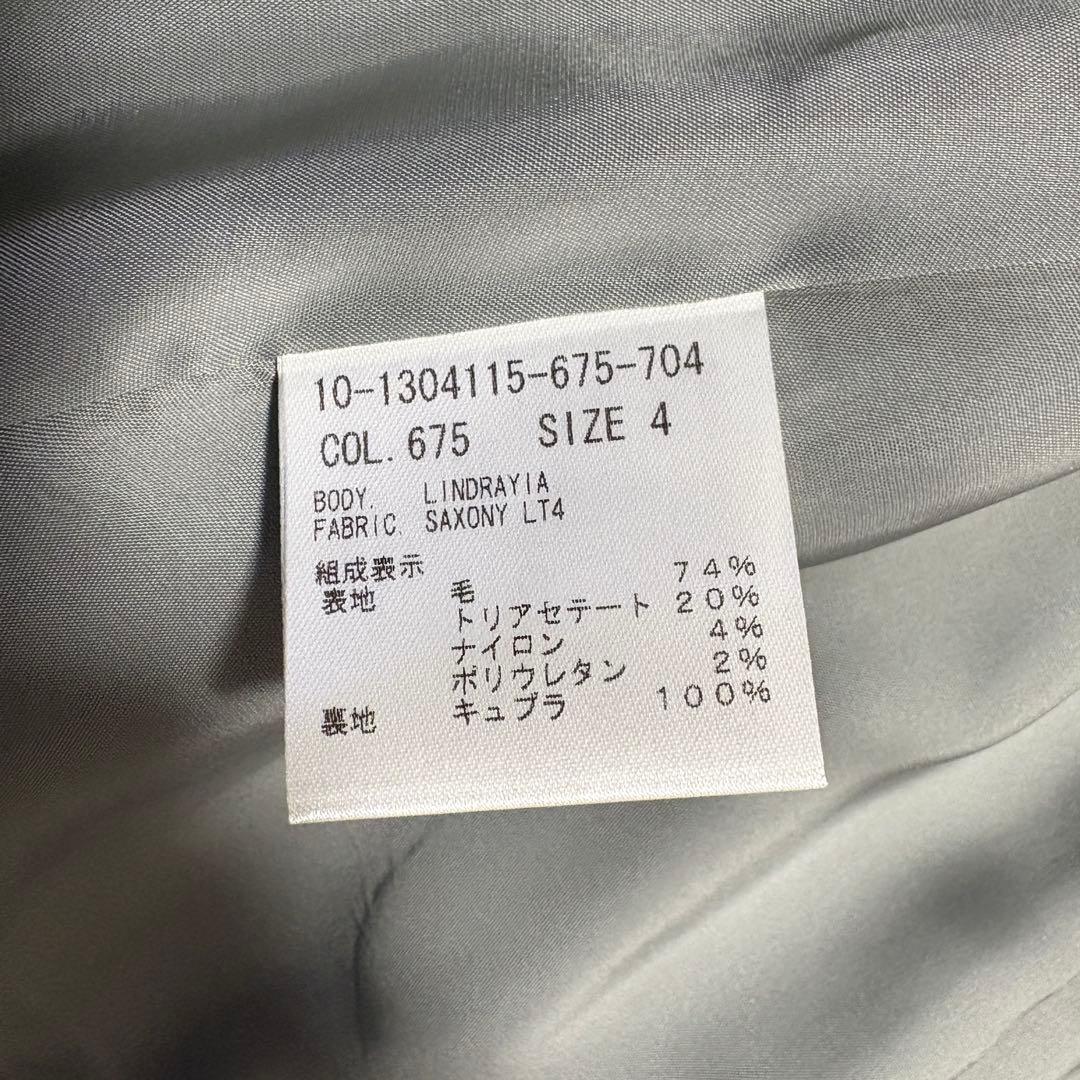 10-1304115-675-704
COL. 675 SIZE 4
BODY. LINDRAYIA
FABRIC. SAXONY LT4
組成表示
表地 毛 74%
トリアセテート 20%
ナイロン 4%
ポリウレタン 2%
裏地 キュプラ 100%